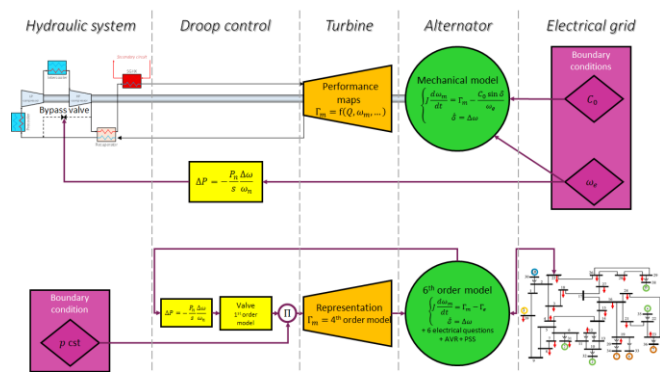 Hydraulic system
Droop control
Turbine
Alternator
Electrical grid
Bypass valve
Performance
maps
Γm = f(Q, ωm, ...)
Mechanical model
J dωm/dt = Γm − C0 sin δ̂/ωe
δ̂ = Δω
Boundary
conditions
C0
ωe
ΔP = − Pn/s Δω/ωn
Boundary
condition
p cst
ΔP = − Pn/s Δω/ωn
Valve
1st order
model
Π
Representation
Γm = 4th order model
6th order model
J dωm/dt = Γm − Γe
δ̂ = Δω
+ 6 electrical questions
+ AVR + PSS